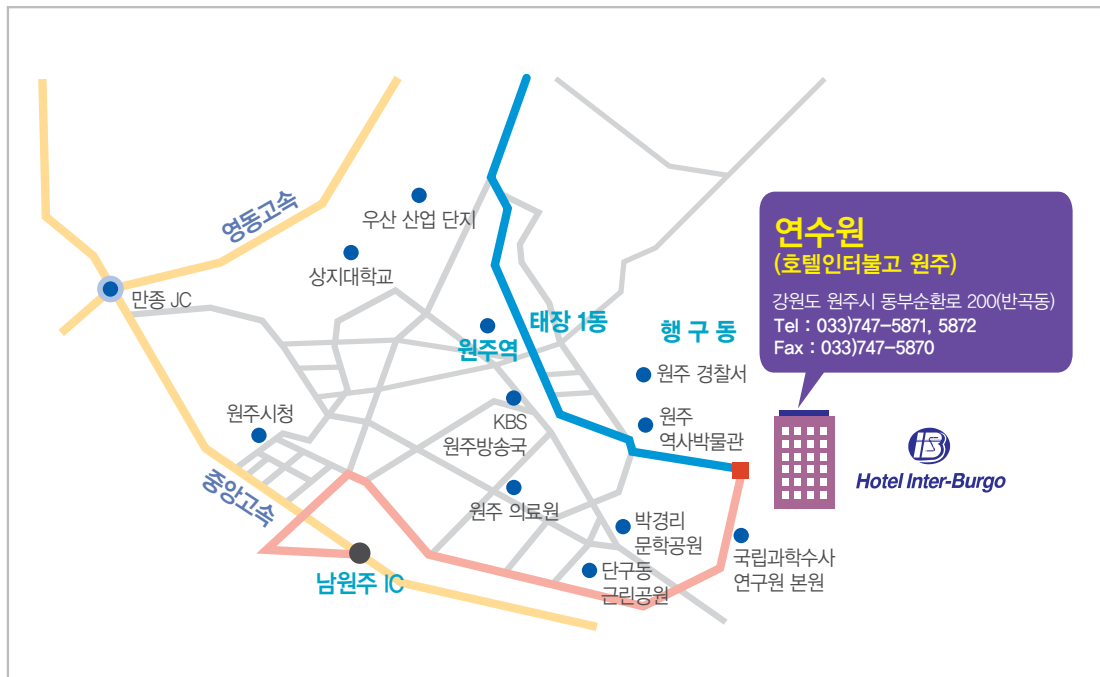 영동고속
우산 산업 단지
상지대학교
만종 JC
연수원
(호텔인터불고 원주)
강원도 원주시 동부순환로 200(반곡동)
Tel : 033)747-5871, 5872
Fax : 033)747-5870
태장 1동
행 구 동
원주역
원주 경찰서
원주시청
KBS
원주방송국
원주
역사박물관
Hotel Inter-Burgo
중앙고속
원주 의료원
박경리
문학공원
국립과학수사
연구원 본원
단구동
근린공원
남원주 IC